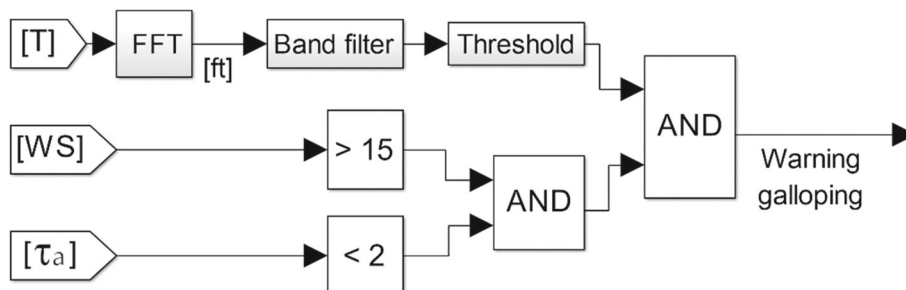 [T]
FFT
[ft]
Band filter
Threshold
AND
Warning
galloping
[WS]
> 15
AND
[τa]
< 2